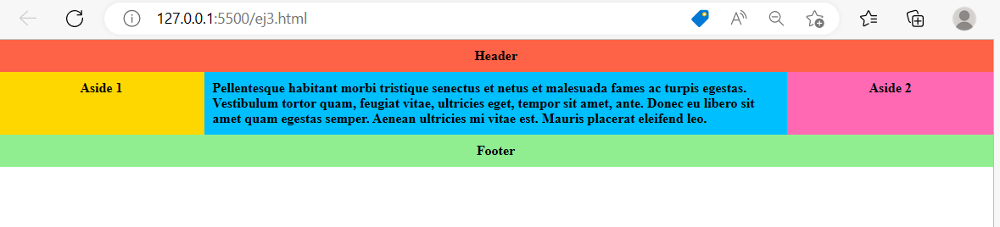 127.0.0.1:5500/ej3.html
Header
Aside 1
Pellentesque habitant morbi tristique senectus et netus et malesuada fames ac turpis egestas.
Vestibulum tortor quam, feugiat vitae, ultricies eget, tempor sit amet, ante. Donec eu libero sit
amet quam egestas semper. Aenean ultricies mi vitae est. Mauris placerat eleifend leo.
Aside 2
Footer